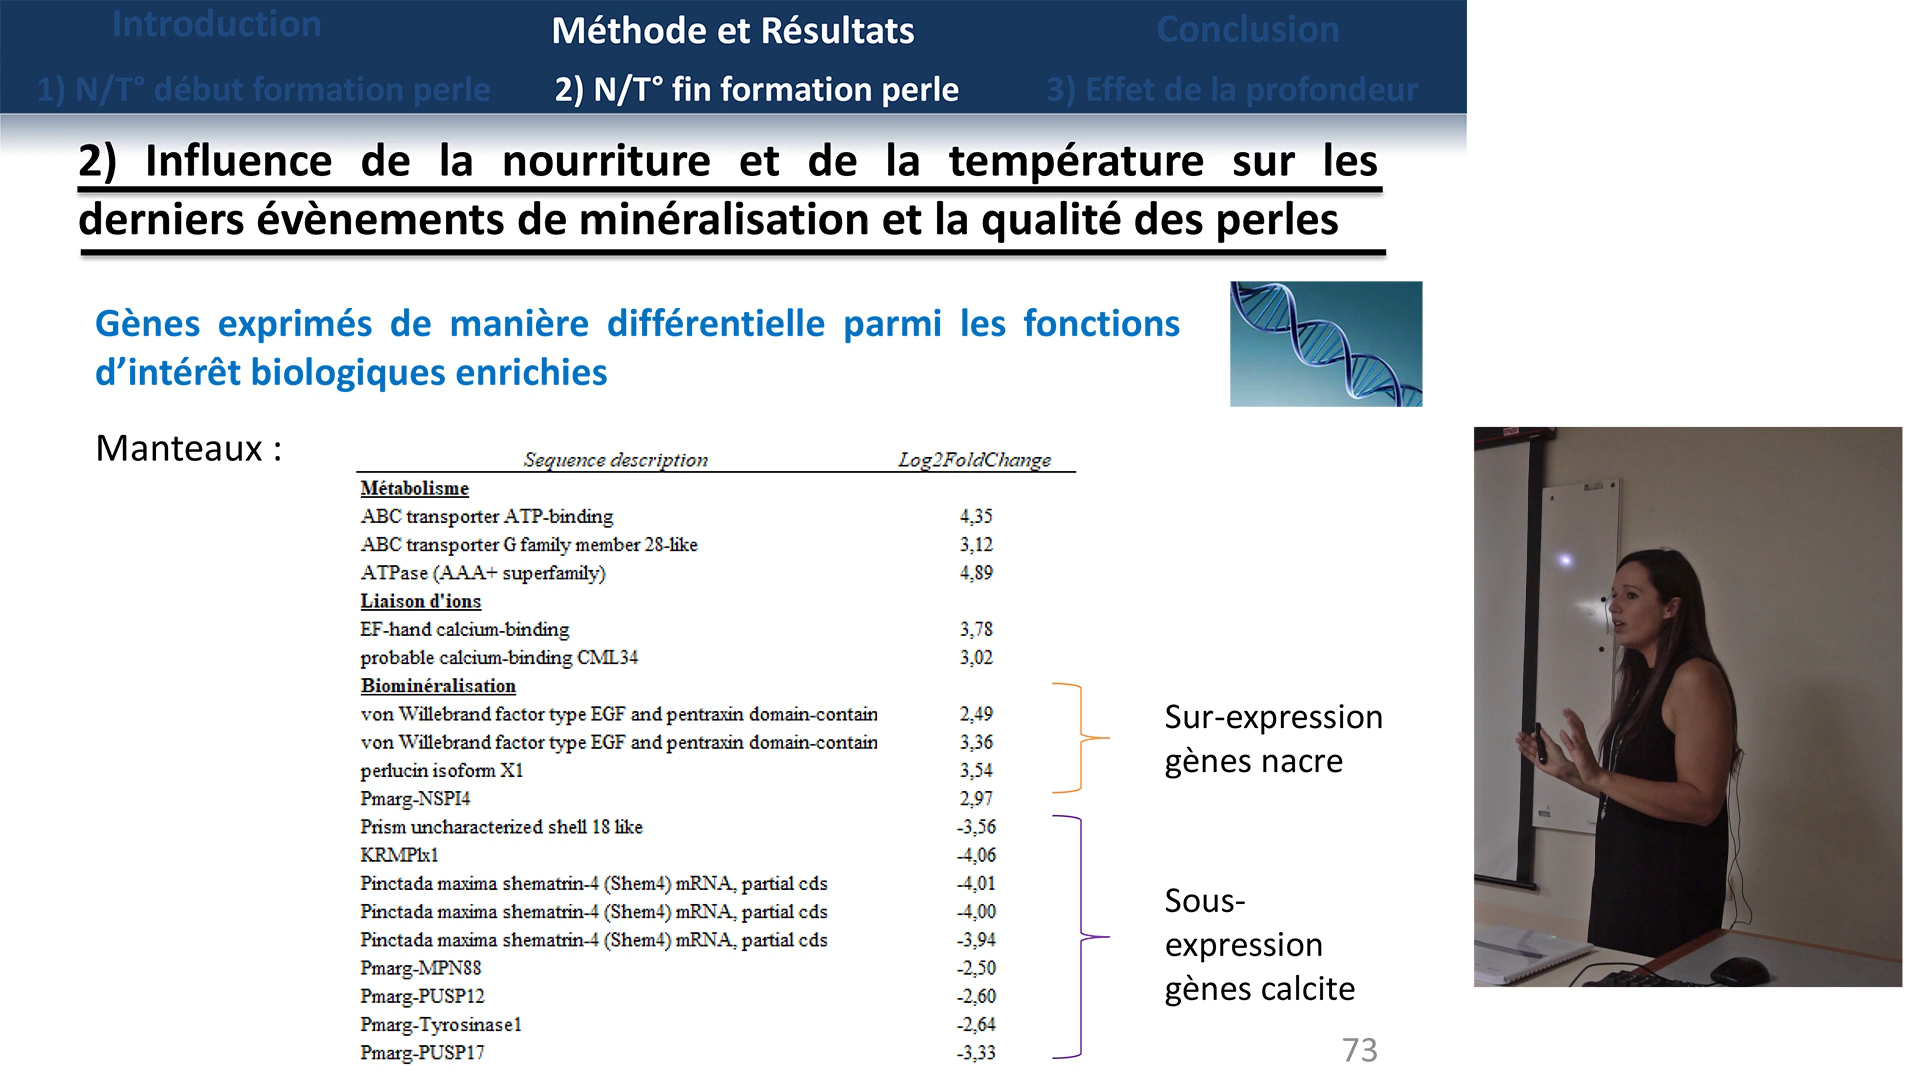 Introduction
Méthode et Résultats
Conclusion
1) N/T° début formation perle
2) N/T° fin formation perle
3) Effet de la profondeur
2) Influence de la nourriture et de la température sur les
derniers évènements de minéralisation et la qualité des perles
Gènes exprimés de manière différentielle parmi les fonctions
d’intérêt biologiques enrichies
Manteaux :
Sequence description Log2FoldChange
Métabolisme
ABC transporter ATP-binding 4,35
ABC transporter G family member 28-like 3,12
ATPase (AAA+ superfamily) 4,89
Liaison d'ions
EF-hand calcium-binding 3,78
probable calcium-binding CML34 3,02
Biominéralisation
von Willebrand factor type EGF and pentraxin domain-contain 2,49
von Willebrand factor type EGF and pentraxin domain-contain 3,36
perlucin isoform X1 3,54
Pmarg-NSPI4 2,97
Prism uncharacterized shell 18 like -3,56
KRMPlx1 -4,06
Pinctada maxima shematrin-4 (Shem4) mRNA, partial cds -4,01
Pinctada maxima shematrin-4 (Shem4) mRNA, partial cds -4,00
Pinctada maxima shematrin-4 (Shem4) mRNA, partial cds -3,94
Pmarg-MPN88 -2,50
Pmarg-PUSP12 -2,60
Pmarg-Tyrosinase1 -2,64
Pmarg-PUSP17 -3,33
Sur-expression
gènes nacre
Sous-
expression
gènes calcite
73